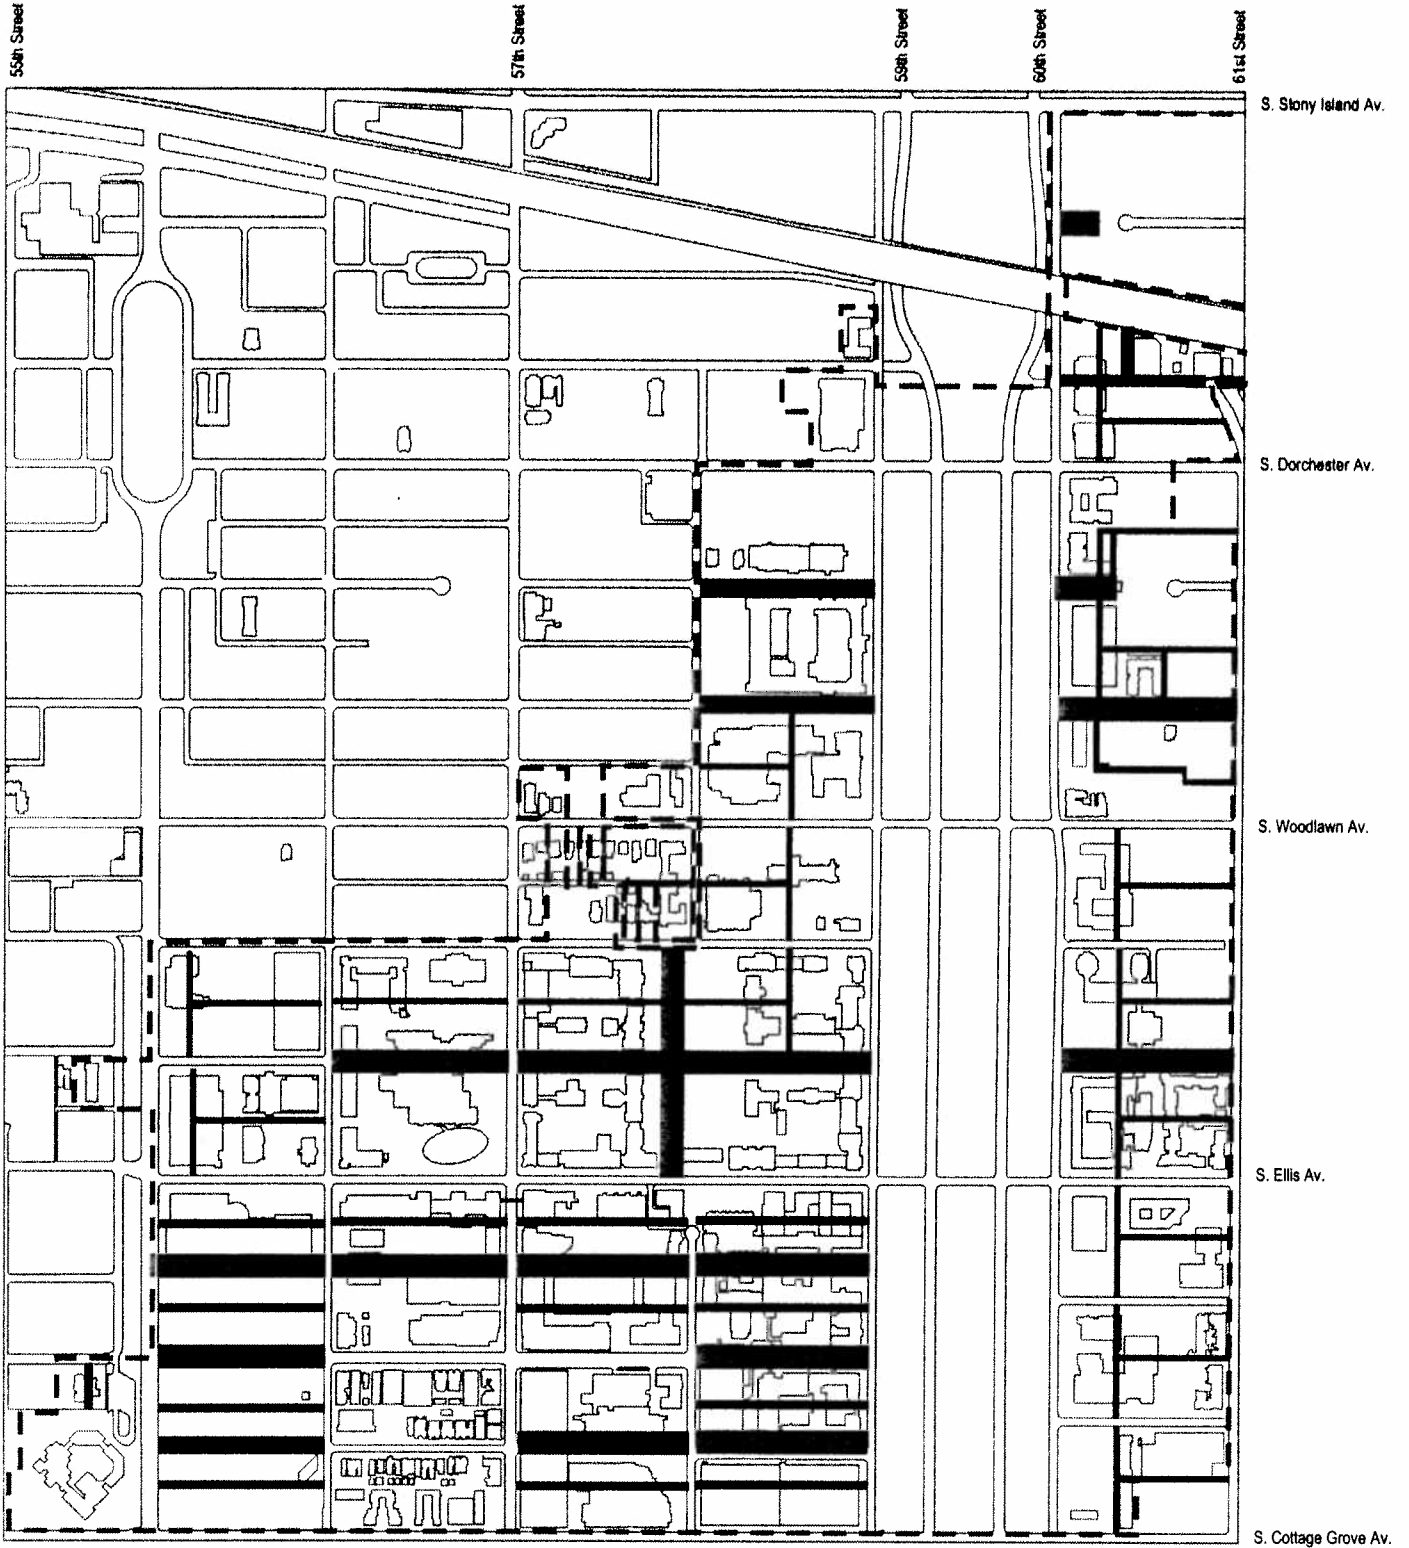 55th Street
57th Street
59th Street
60th Street
61st Street
S. Stony Island Av.
S. Dorchester Av.
S. Woodlawn Av.
S. Ellis Av.
S. Cottage Grove Av.